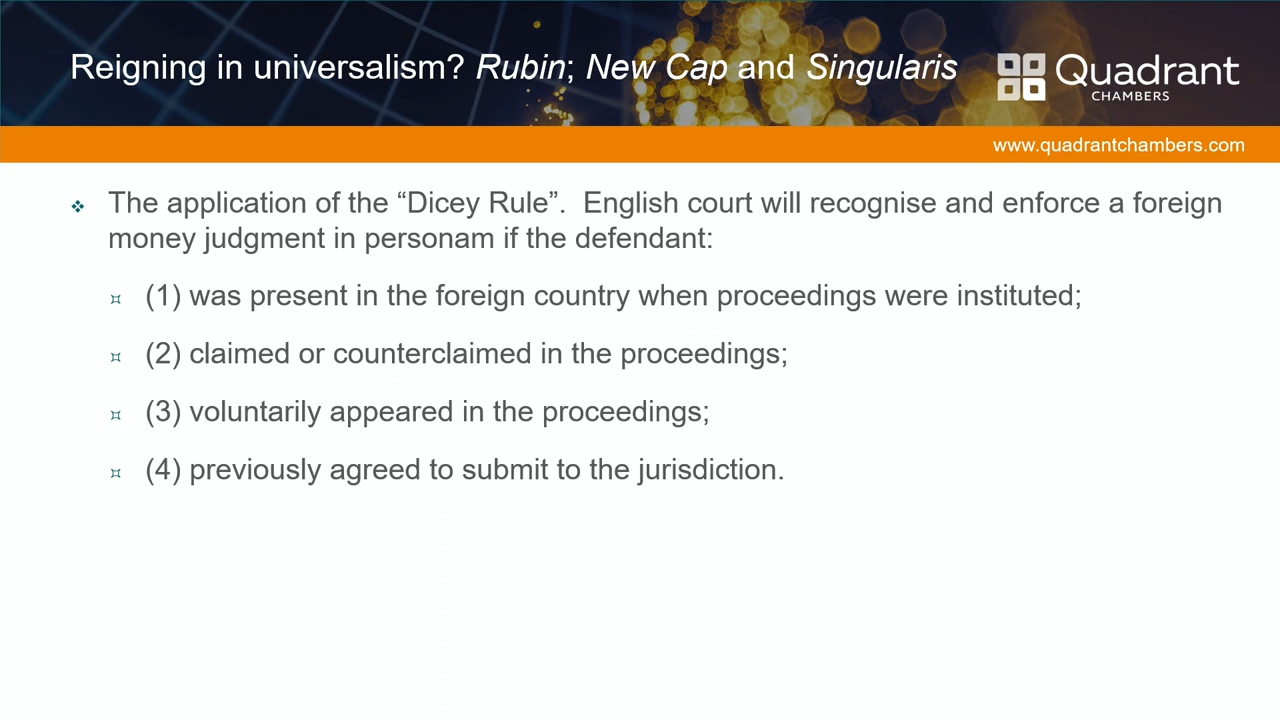 Reigning in universalism? Rubin; New Cap and Singularis
Quadrant
CHAMBERS
www.quadrantchambers.com
The application of the “Dicey Rule”.  English court will recognise and enforce a foreign
money judgment in personam if the defendant:
(1) was present in the foreign country when proceedings were instituted;
(2) claimed or counterclaimed in the proceedings;
(3) voluntarily appeared in the proceedings;
(4) previously agreed to submit to the jurisdiction.